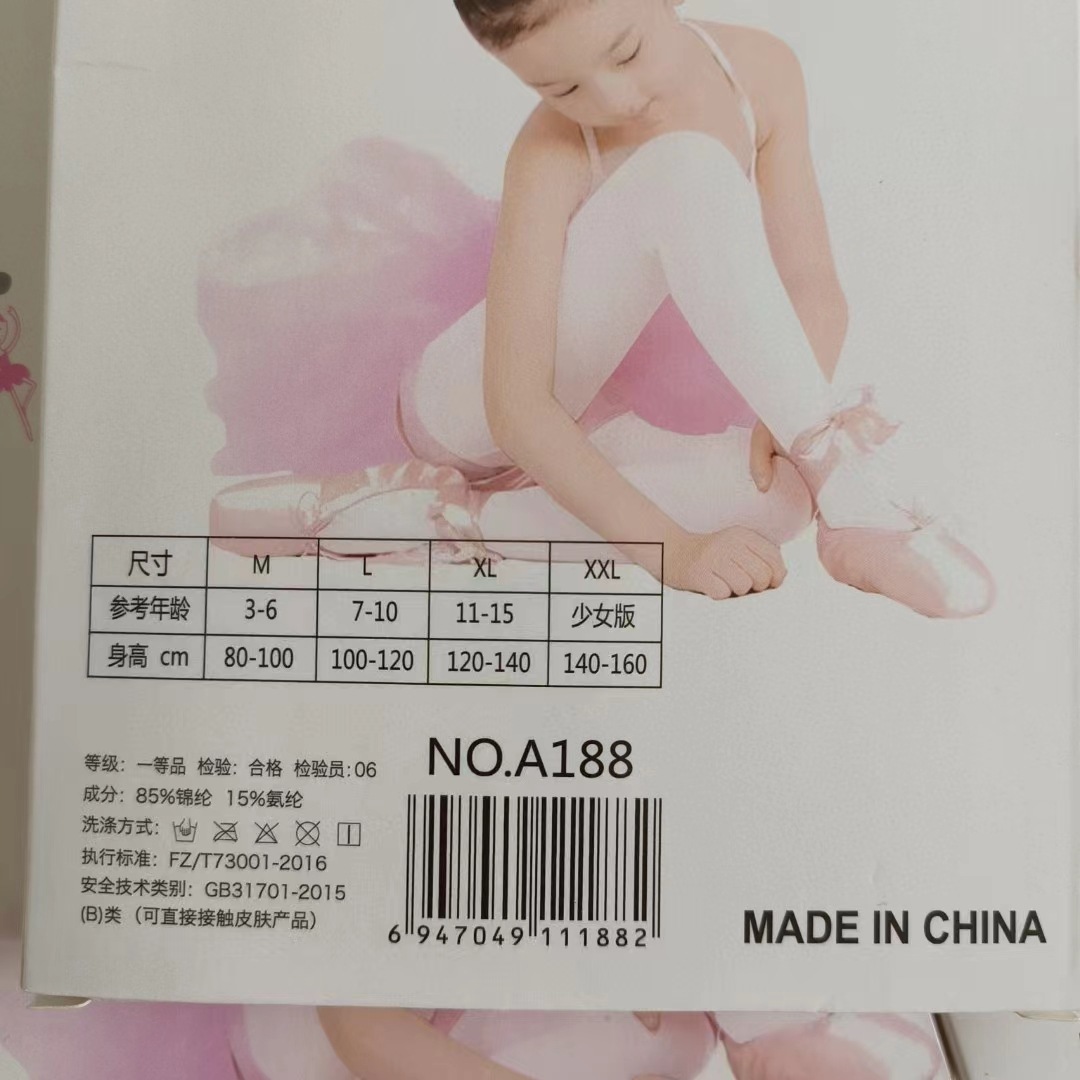 尺寸 M L XL XXL
参考年龄 3-6 7-10 11-15 少女版
身高 cm 80-100 100-120 120-140 140-160
NO.A188
等级：一等品 检验：合格 检验员：06
成分：85%锦纶 15%氨纶
洗涤方式：
执行标准：FZ/T73001-2016
安全技术类别：GB31701-2015
(B)类（可直接接触皮肤产品）
6 947049 111882
MADE IN CHINA